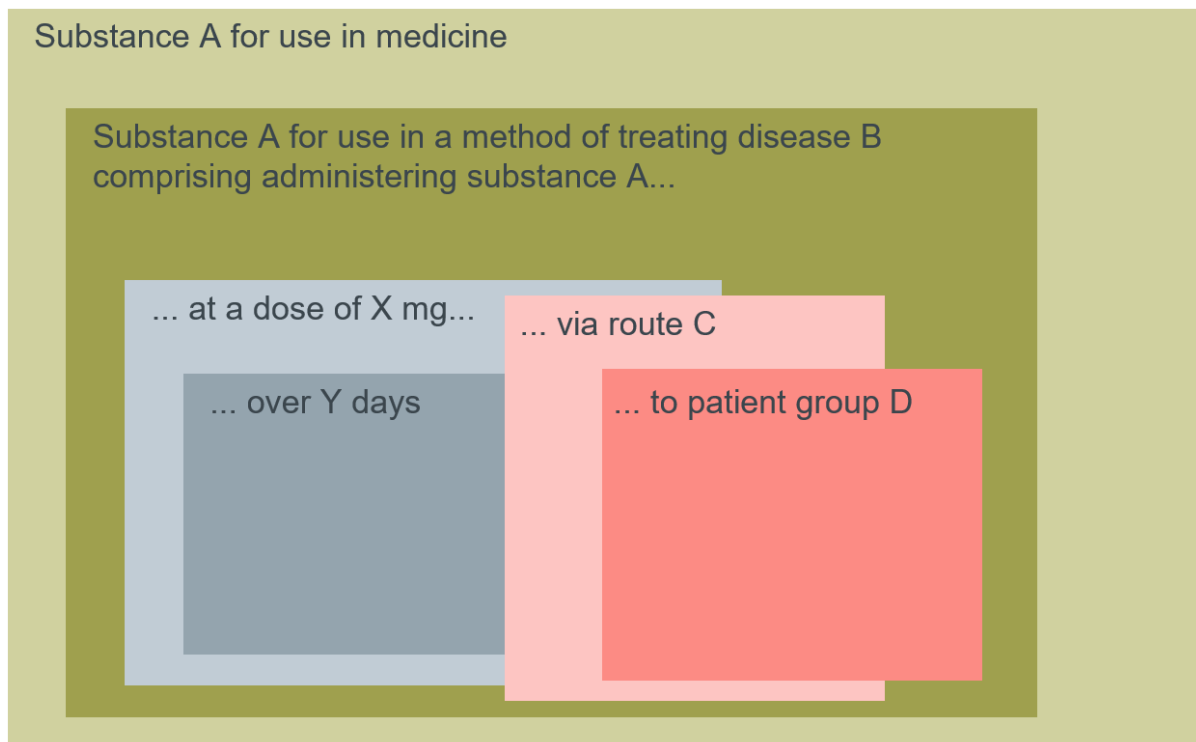 Substance A for use in medicine
Substance A for use in a method of treating disease B
comprising administering substance A...
... at a dose of X mg...
... via route C
... over Y days
... to patient group D